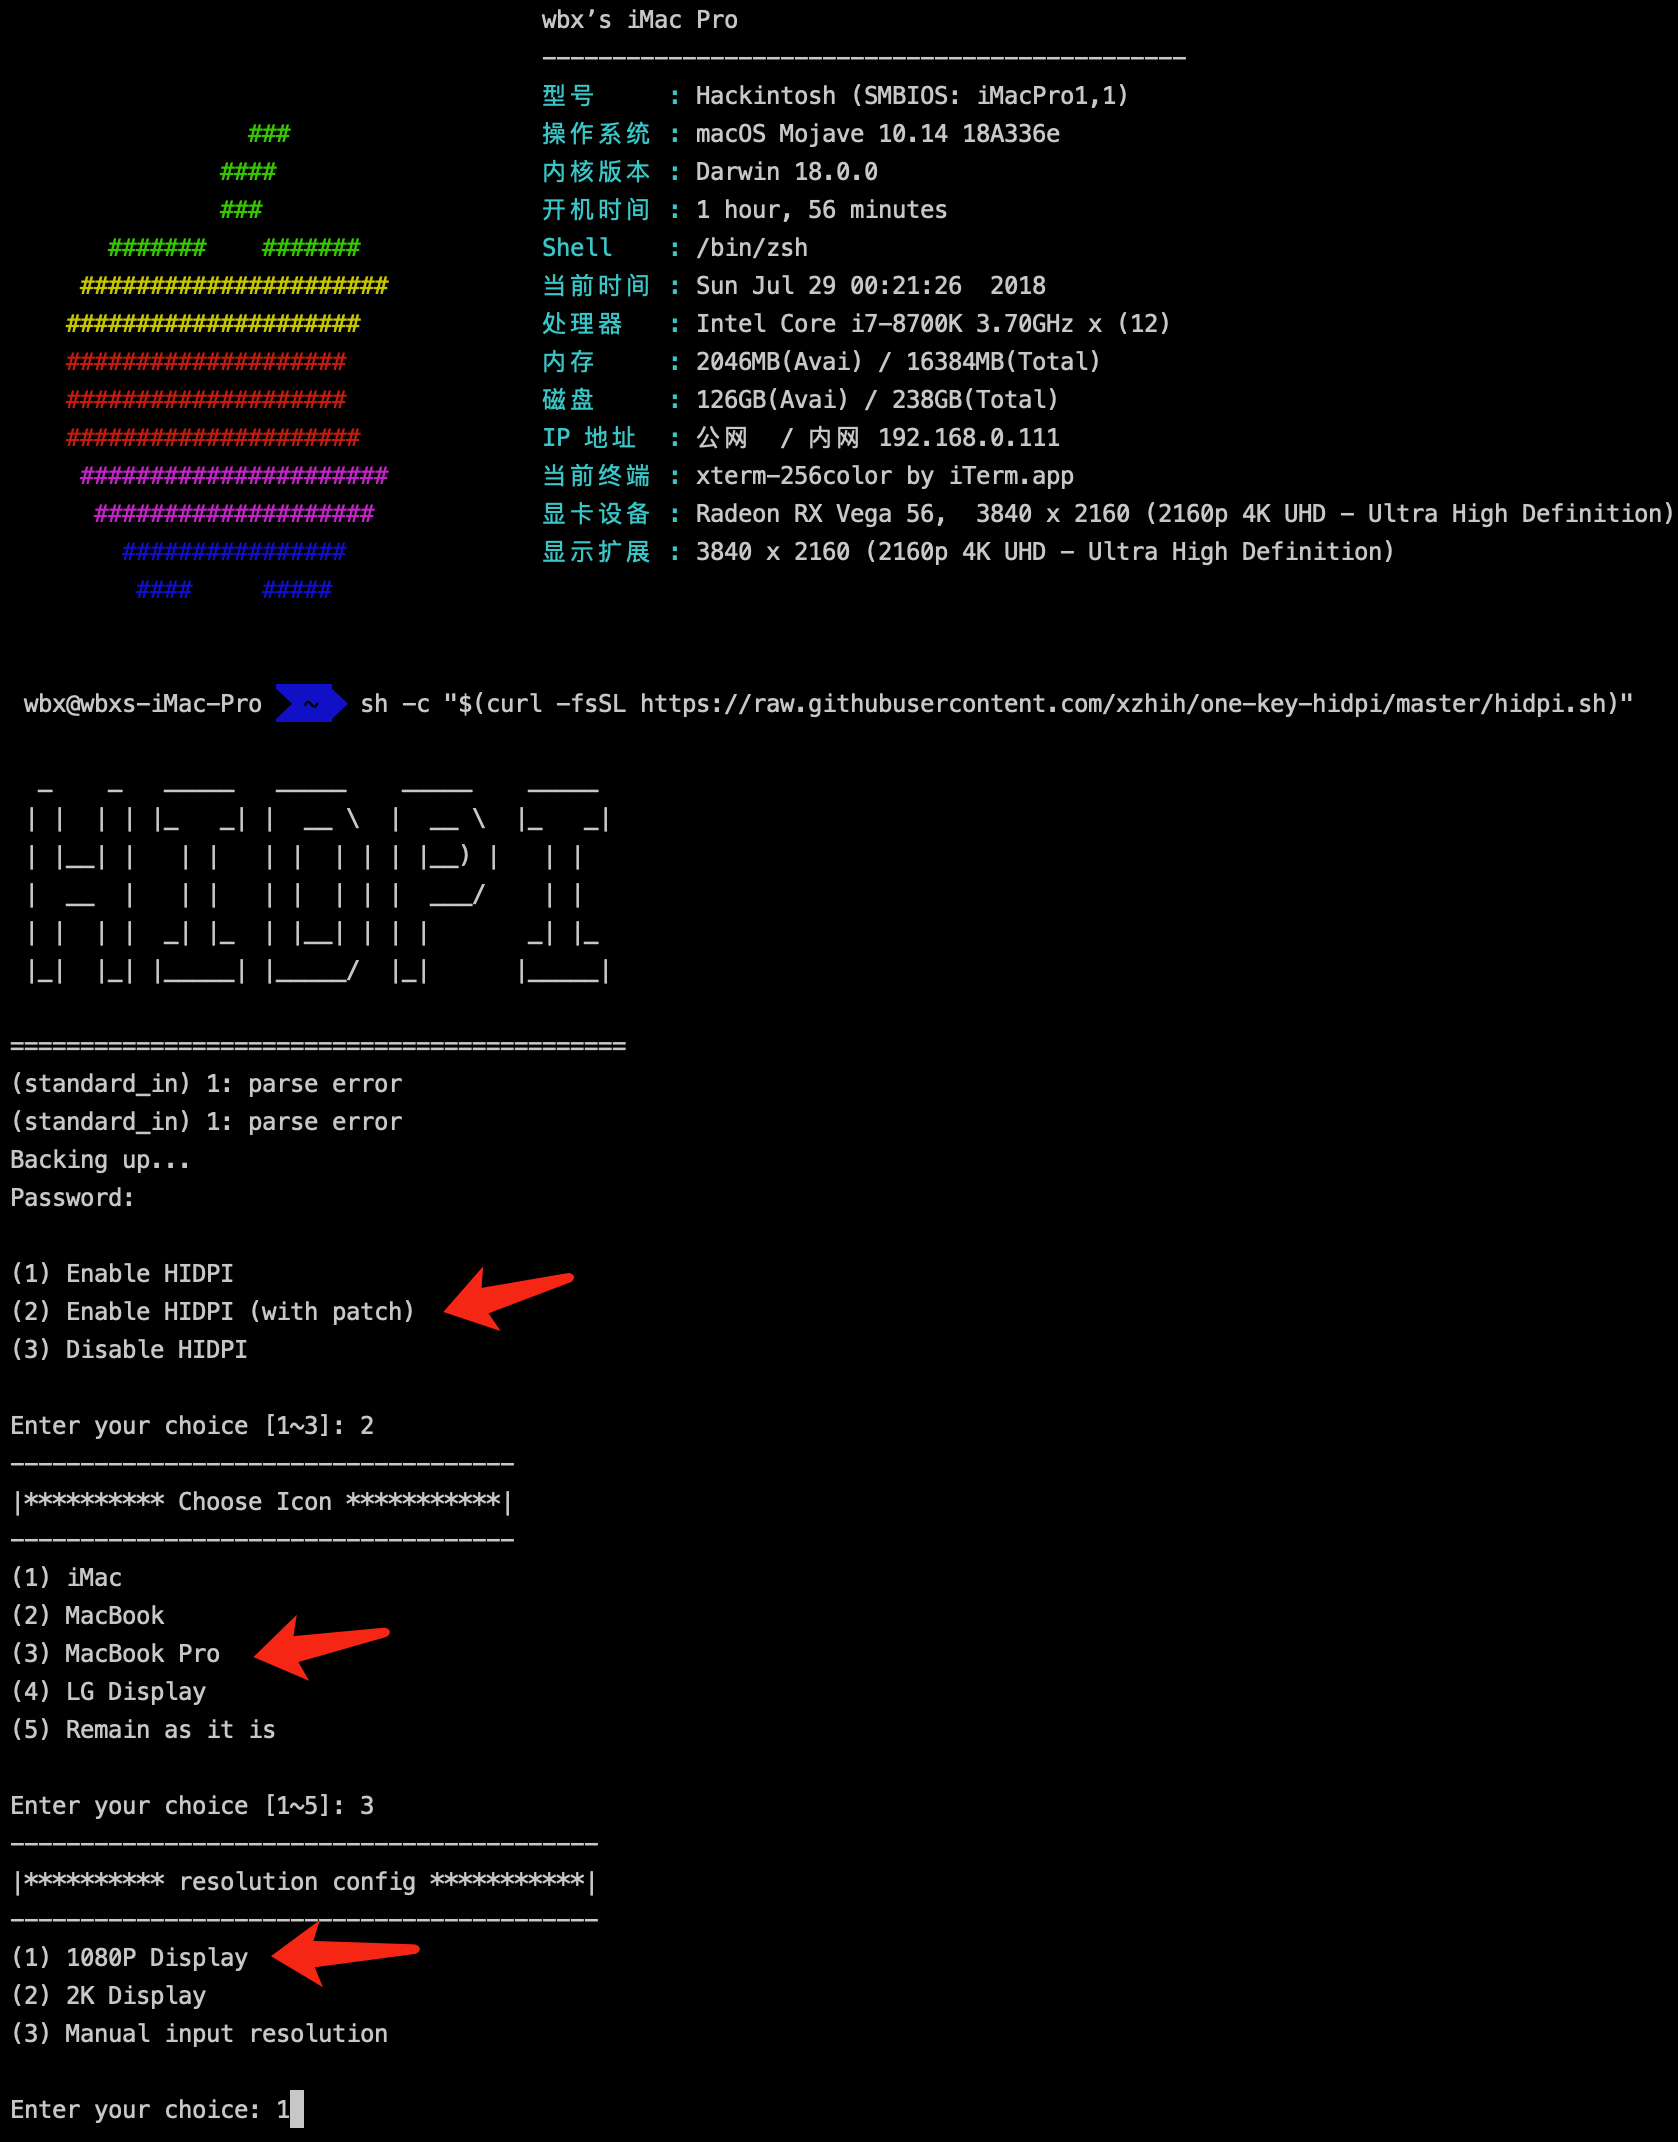 wbx’s iMac Pro
----------------------------------------------
型号 : Hackintosh (SMBIOS: iMacPro1,1)
操作系统 : macOS Mojave 10.14 18A336e
内核版本 : Darwin 18.0.0
开机时间 : 1 hour, 56 minutes
Shell : /bin/zsh
当前时间 : Sun Jul 29 00:21:26  2018
处理器 : Intel Core i7-8700K 3.70GHz x (12)
内存 : 2046MB(Avai) / 16384MB(Total)
磁盘 : 126GB(Avai) / 238GB(Total)
IP 地址 : 公网  / 内网 192.168.0.111
当前终端 : xterm-256color by iTerm.app
显卡设备 : Radeon RX Vega 56,  3840 x 2160 (2160p 4K UHD - Ultra High Definition)
显示扩展 : 3840 x 2160 (2160p 4K UHD - Ultra High Definition)
wbx@wbxs-iMac-Pro ~ sh -c "$(curl -fsSL https://raw.githubusercontent.com/xzhih/one-key-hidpi/master/hidpi.sh)"
HIDPI
============================================
(standard_in) 1: parse error
(standard_in) 1: parse error
Backing up...
Password:
(1) Enable HIDPI
(2) Enable HIDPI (with patch)
(3) Disable HIDPI
Enter your choice [1~3]: 2
------------------------------------
|********** Choose Icon ***********|
------------------------------------
(1) iMac
(2) MacBook
(3) MacBook Pro
(4) LG Display
(5) Remain as it is
Enter your choice [1~5]: 3
------------------------------------------
|********** resolution config ***********|
------------------------------------------
(1) 1080P Display
(2) 2K Display
(3) Manual input resolution
Enter your choice: 1